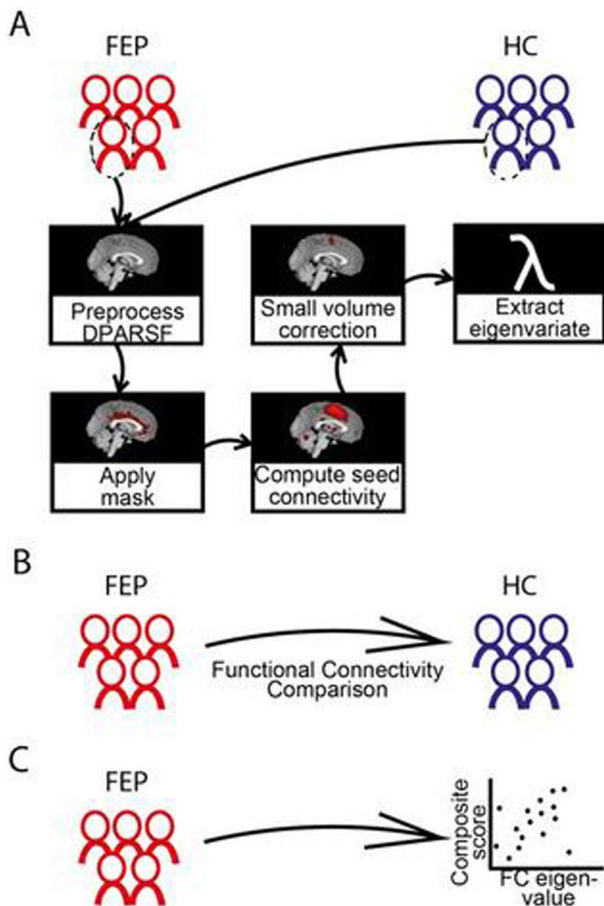 A
FEP
HC
Preprocess
DPARSF
Small volume
correction
λ
Extract
eigenvariate
Apply
mask
Compute seed
connectivity
B
FEP
HC
Functional Connectivity
Comparison
C
FEP
Composite
score
FC eigen-
value